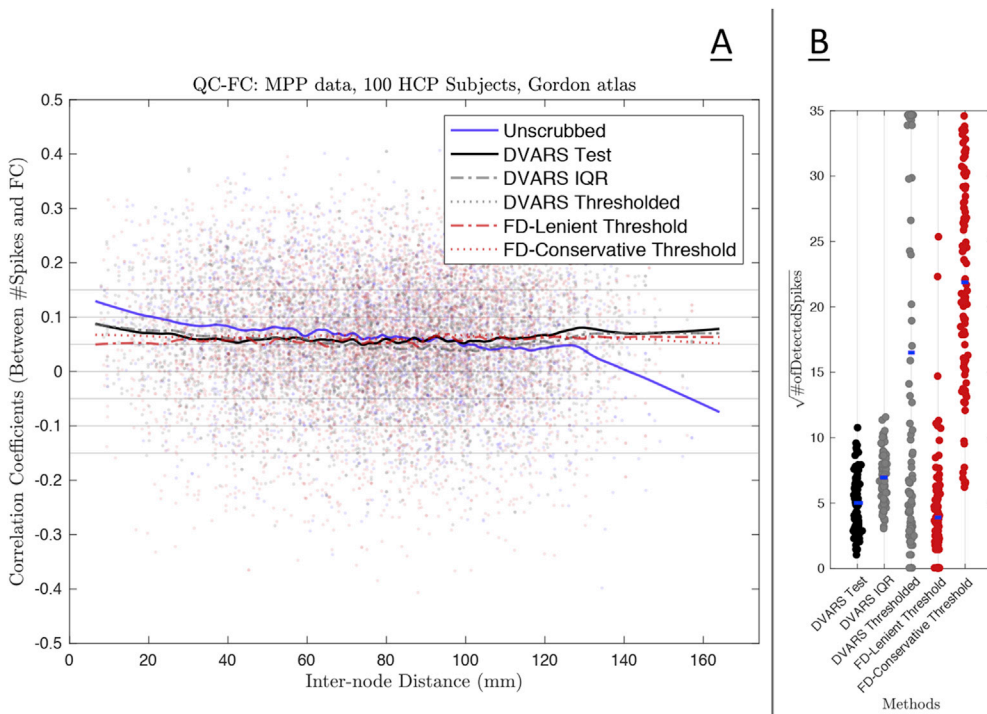 A
B
QC-FC: MPP data, 100 HCP Subjects, Gordon atlas
Correlation Coefficients (Between #Spikes and FC)
0.5
0.4
0.3
0.2
0.1
0
-0.1
-0.2
-0.3
-0.4
-0.5
Unscrubbed
DVARS Test
DVARS IQR
DVARS Thresholded
FD-Lenient Threshold
FD-Conservative Threshold
0 20 40 60 80 100 120 140 160
Inter-node Distance (mm)
√#ofDetectedSpikes
35
30
25
20
15
10
5
0
DVARS Test
DVARS IQR
DVARS Thresholded
FD-Lenient Threshold
FD-Conservative Threshold
Methods